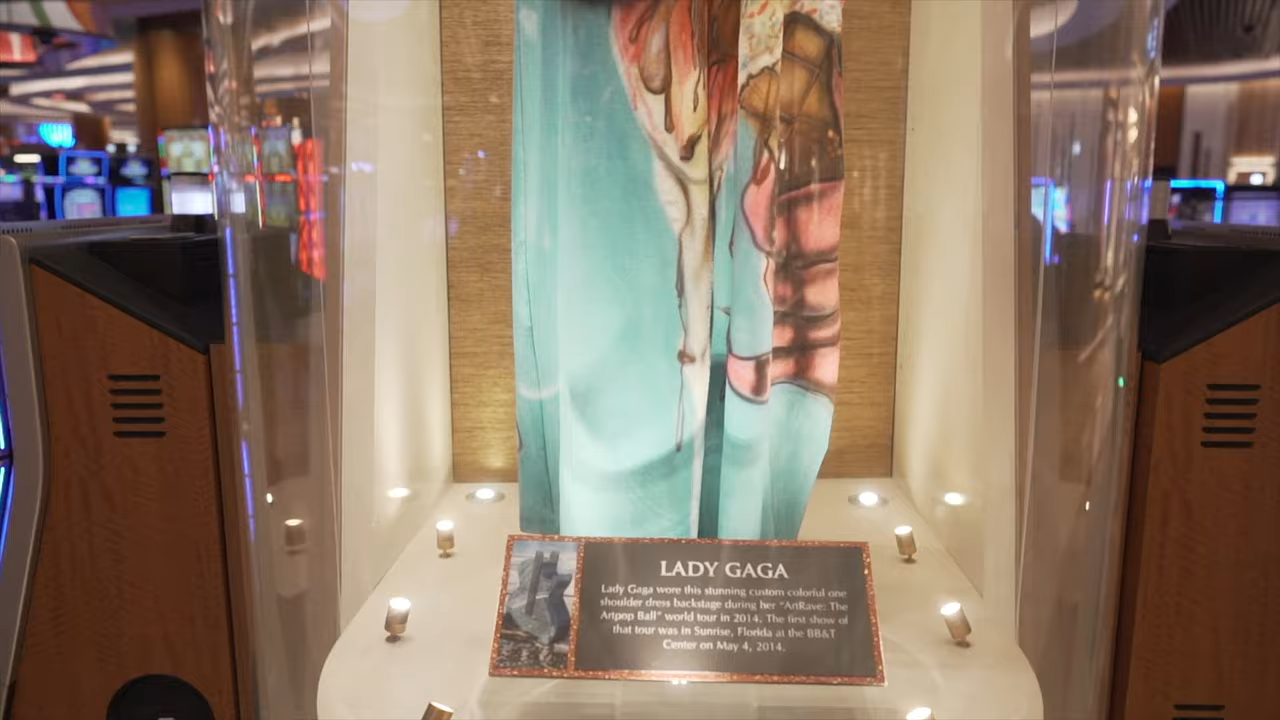 LADY GAGA
Lady Gaga wore this stunning custom colorful one
shoulder dress backstage during her "ArtRave: The
Artpop Ball" world tour in 2014. The first show of
that tour was in Sunrise, Florida at the BB&T
Center on May 4, 2014.